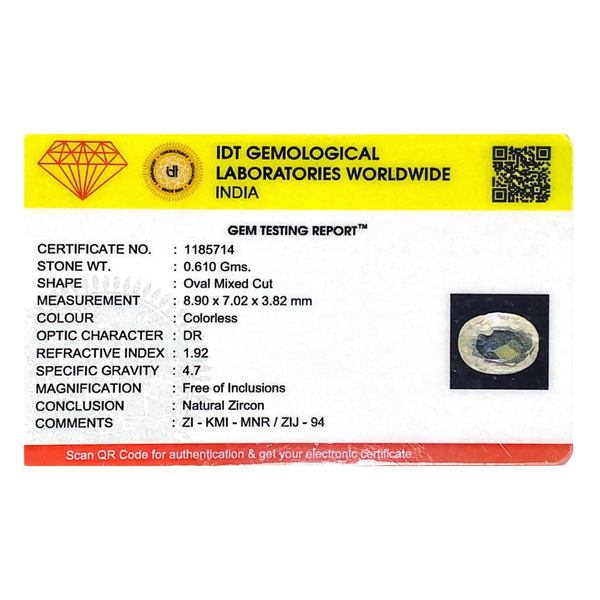 IDT GEMOLOGICAL
LABORATORIES WORLDWIDE
INDIA
idt
GEM TESTING REPORT™
CERTIFICATE NO. : 1185714
STONE WT. : 0.610 Gms.
SHAPE : Oval Mixed Cut
MEASUREMENT : 8.90 x 7.02 x 3.82 mm
COLOUR : Colorless
OPTIC CHARACTER : DR
REFRACTIVE INDEX : 1.92
SPECIFIC GRAVITY : 4.7
MAGNIFICATION : Free of Inclusions
CONCLUSION : Natural Zircon
COMMENTS : ZI - KMI - MNR / ZIJ - 94
Scan QR Code for authentication & get your electronic certificate.